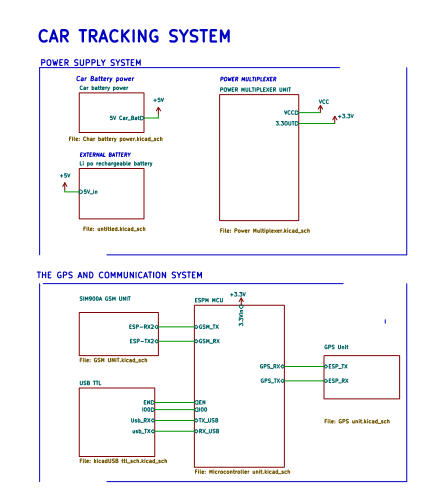 CAR TRACKING SYSTEM
POWER SUPPLY SYSTEM
Car Battery power
Car battery power
+5V
5V Car_Bat
File: Char battery power.kicad_sch
POWER MULTIPLEXER
POWER MULTIPLEXER UNIT
VCC
VCC
3.3OUT
+3.3V
File: Power Multiplexer.kicad_sch
EXTERNAL BATTERY
Li po rechargeable battery
+5V
5V_in
File: untitled.kicad_sch
THE GPS AND COMMUNICATION SYSTEM
SIM900A GSM UNIT
ESP-RX2
ESP-TX2
File: GSM UNIT.kicad_sch
USB TTL
EN
IO0
Usb_RX
usb_TX
File: kicadUSB ttl_sch.kicad_sch
ESPM MCU
+3.3V
3.3Vin
GSM_TX
GSM_RX
GPS_RX
GPS_TX
EN
IO0
TX_USB
RX_USB
File: Microcontroller unit.kicad_sch
GPS Unit
ESP_TX
ESP_RX
File: GPS unit.kicad_sch